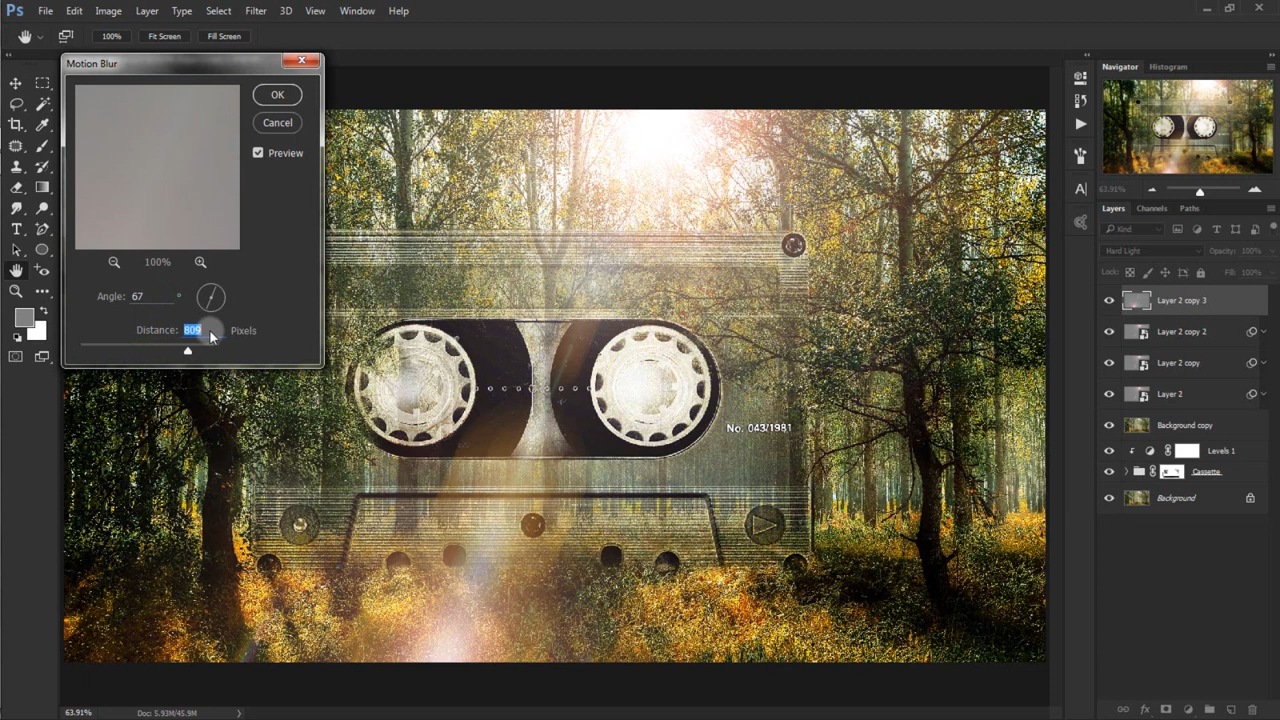 Ps File Edit Image Layer Type Select Filter 3D View Window Help
100% Fit Screen Fill Screen
Motion Blur
OK
Cancel
Preview
100%
Angle: 67 °
Distance: 809 Pixels
No. 043/1981
Navigator Histogram
63.91%
Layers Channels Paths
Kind
Hard Light Opacity: 100%
Lock: Fill: 100%
Layer 2 copy 3
Layer 2 copy 2
Layer 2 copy
Layer 2
Background copy
Levels 1
Cassette
Background
63.91% Doc: 5.93M/45.9M